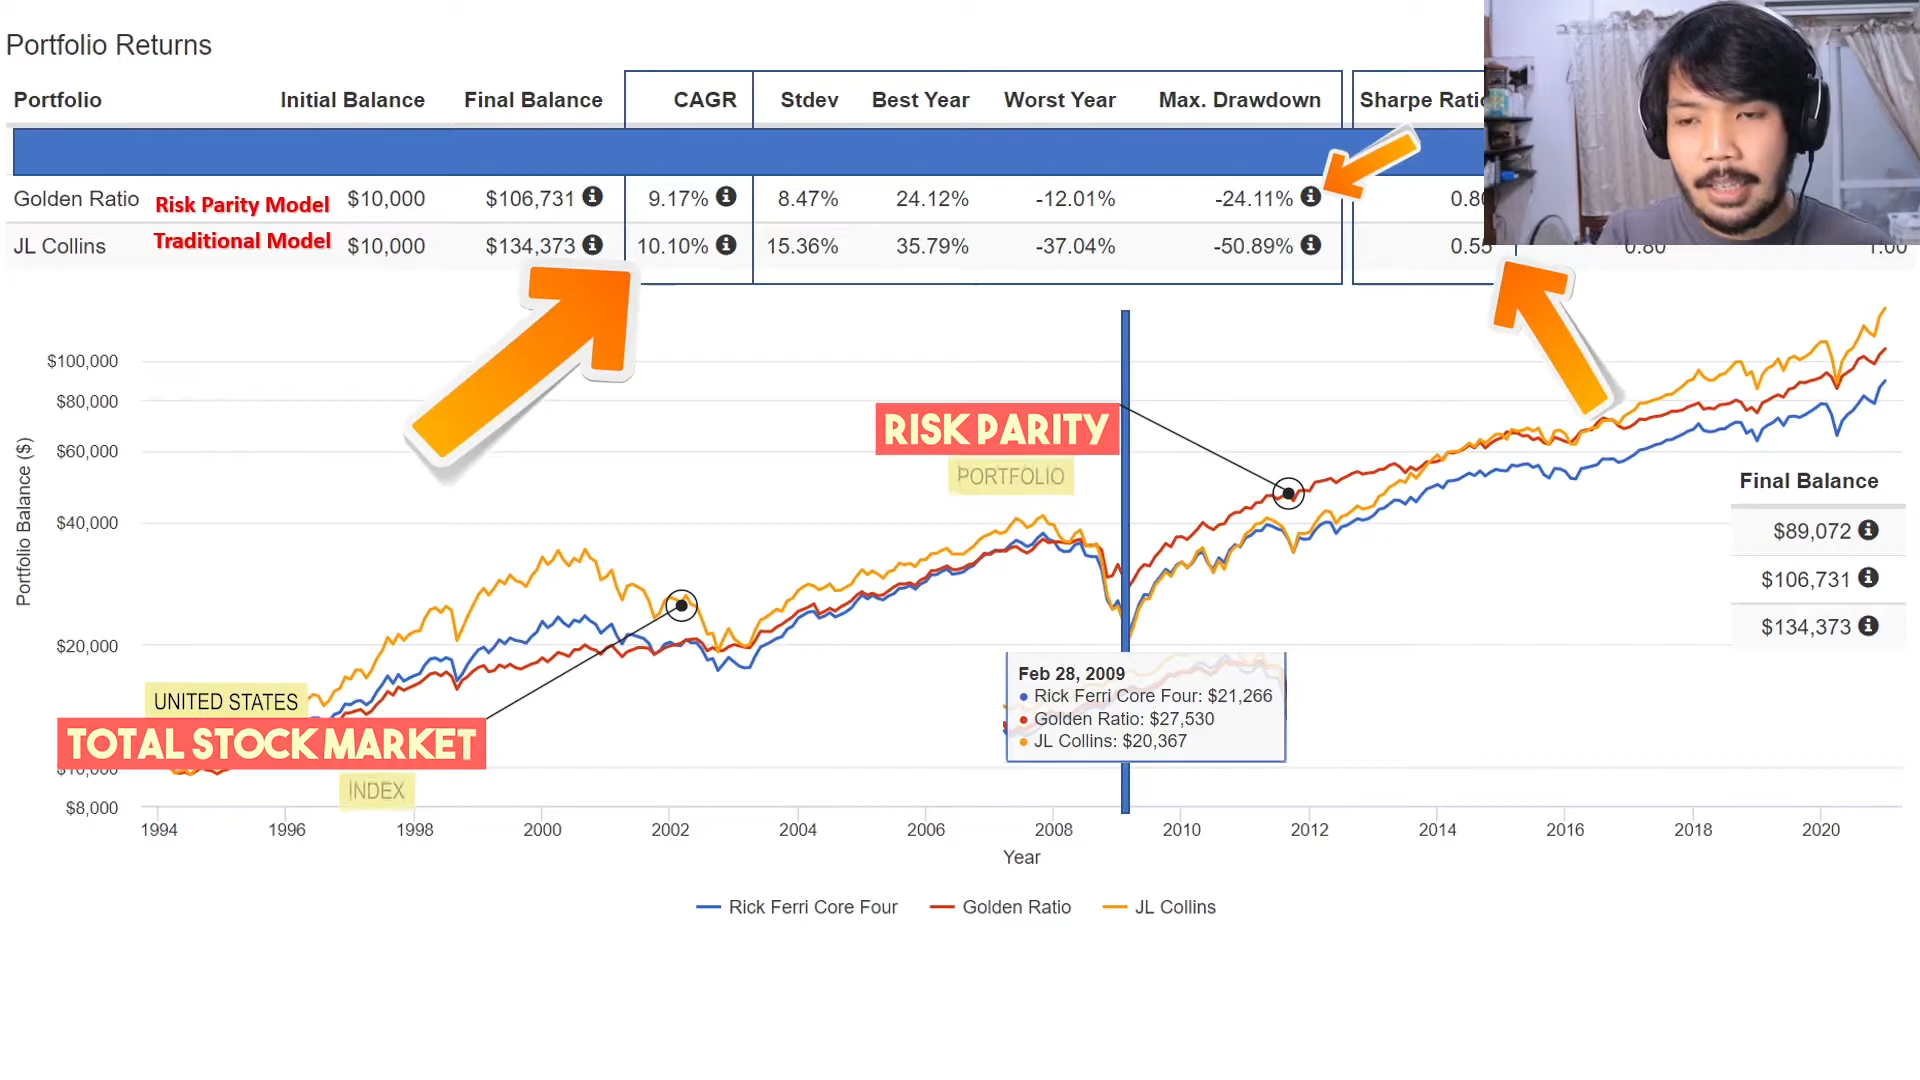 Portfolio Returns
Portfolio Initial Balance Final Balance CAGR Stdev Best Year Worst Year Max. Drawdown Sharpe
Golden Ratio Risk Parity Model $10,000 $106,731 9.17% 8.47% 24.12% -12.01% -24.11%
JL Collins Traditional Model $10,000 $134,373 10.10% 15.36% 35.79% -37.04% -50.89% 0.55 0.80 1.00
$100,000
$80,000
$60,000
$40,000
$20,000
$8,000
Portfolio Balance ($)
RISK PARITY
PORTFOLIO
UNITED STATES
TOTAL STOCK MARKET
INDEX
Final Balance
$89,072
$106,731
$134,373
Feb 28, 2009
Rick Ferri Core Four: $21,266
Golden Ratio: $27,530
JL Collins: $20,367
1994 1996 1998 2000 2002 2004 2006 2008 2010 2012 2014 2016 2018 2020
Year
Rick Ferri Core Four Golden Ratio JL Collins